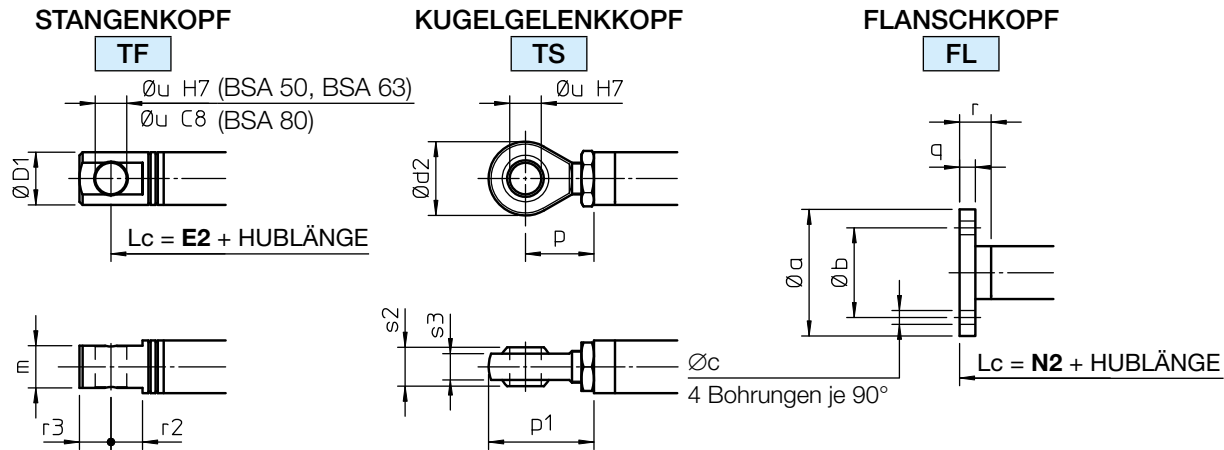 STANGENKOPF
TF
Øu H7 (BSA 50, BSA 63)
Øu C8 (BSA 80)
ØD1
Lc = E2 + HUBLÄNGE
m
r3
r2
KUGELGELENKKOPF
TS
Øu H7
Ød2
p
s2
s3
p1
FLANSCHKOPF
FL
r
q
Øa
Øb
Øc
4 Bohrungen je 90°
Lc = N2 + HUBLÄNGE